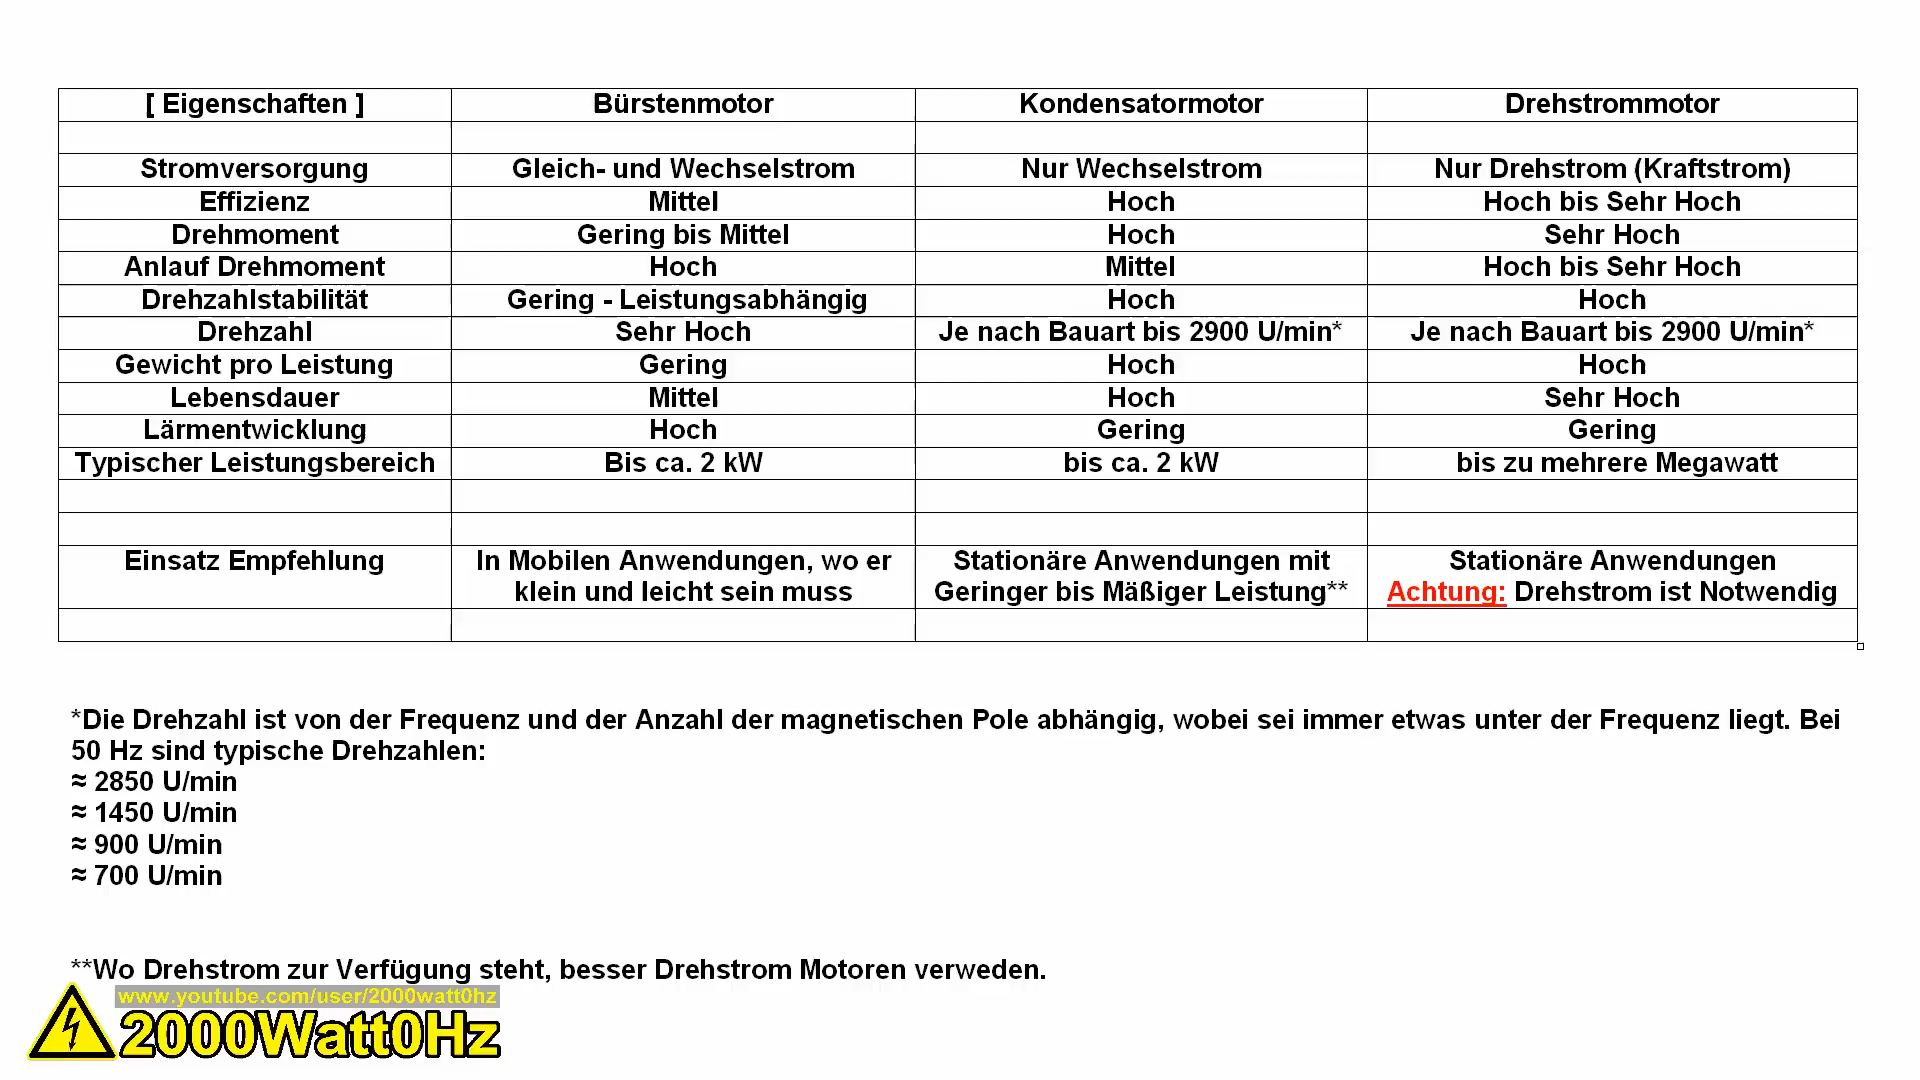 [ Eigenschaften ] Bürstenmotor Kondensatormotor Drehstrommotor
Stromversorgung Gleich- und Wechselstrom Nur Wechselstrom Nur Drehstrom (Kraftstrom)
Effizienz Mittel Hoch Hoch bis Sehr Hoch
Drehmoment Gering bis Mittel Hoch Sehr Hoch
Anlauf Drehmoment Hoch Mittel Hoch bis Sehr Hoch
Drehzahlstabilität Gering - Leistungsabhängig Hoch Hoch
Drehzahl Sehr Hoch Je nach Bauart bis 2900 U/min* Je nach Bauart bis 2900 U/min*
Gewicht pro Leistung Gering Hoch Hoch
Lebensdauer Mittel Hoch Sehr Hoch
Lärmentwicklung Hoch Gering Gering
Typischer Leistungsbereich Bis ca. 2 kW bis ca. 2 kW bis zu mehrere Megawatt
Einsatz Empfehlung In Mobilen Anwendungen, wo er Stationäre Anwendungen mit Stationäre Anwendungen
klein und leicht sein muss Geringer bis Mäßiger Leistung** Achtung: Drehstrom ist Notwendig
*Die Drehzahl ist von der Frequenz und der Anzahl der magnetischen Pole abhängig, wobei sei immer etwas unter der Frequenz liegt. Bei
50 Hz sind typische Drehzahlen:
≈ 2850 U/min
≈ 1450 U/min
≈ 900 U/min
≈ 700 U/min
**Wo Drehstrom zur Verfügung steht, besser Drehstrom Motoren verweden.
www.youtube.com/user/2000watt0hz
2000Watt0Hz